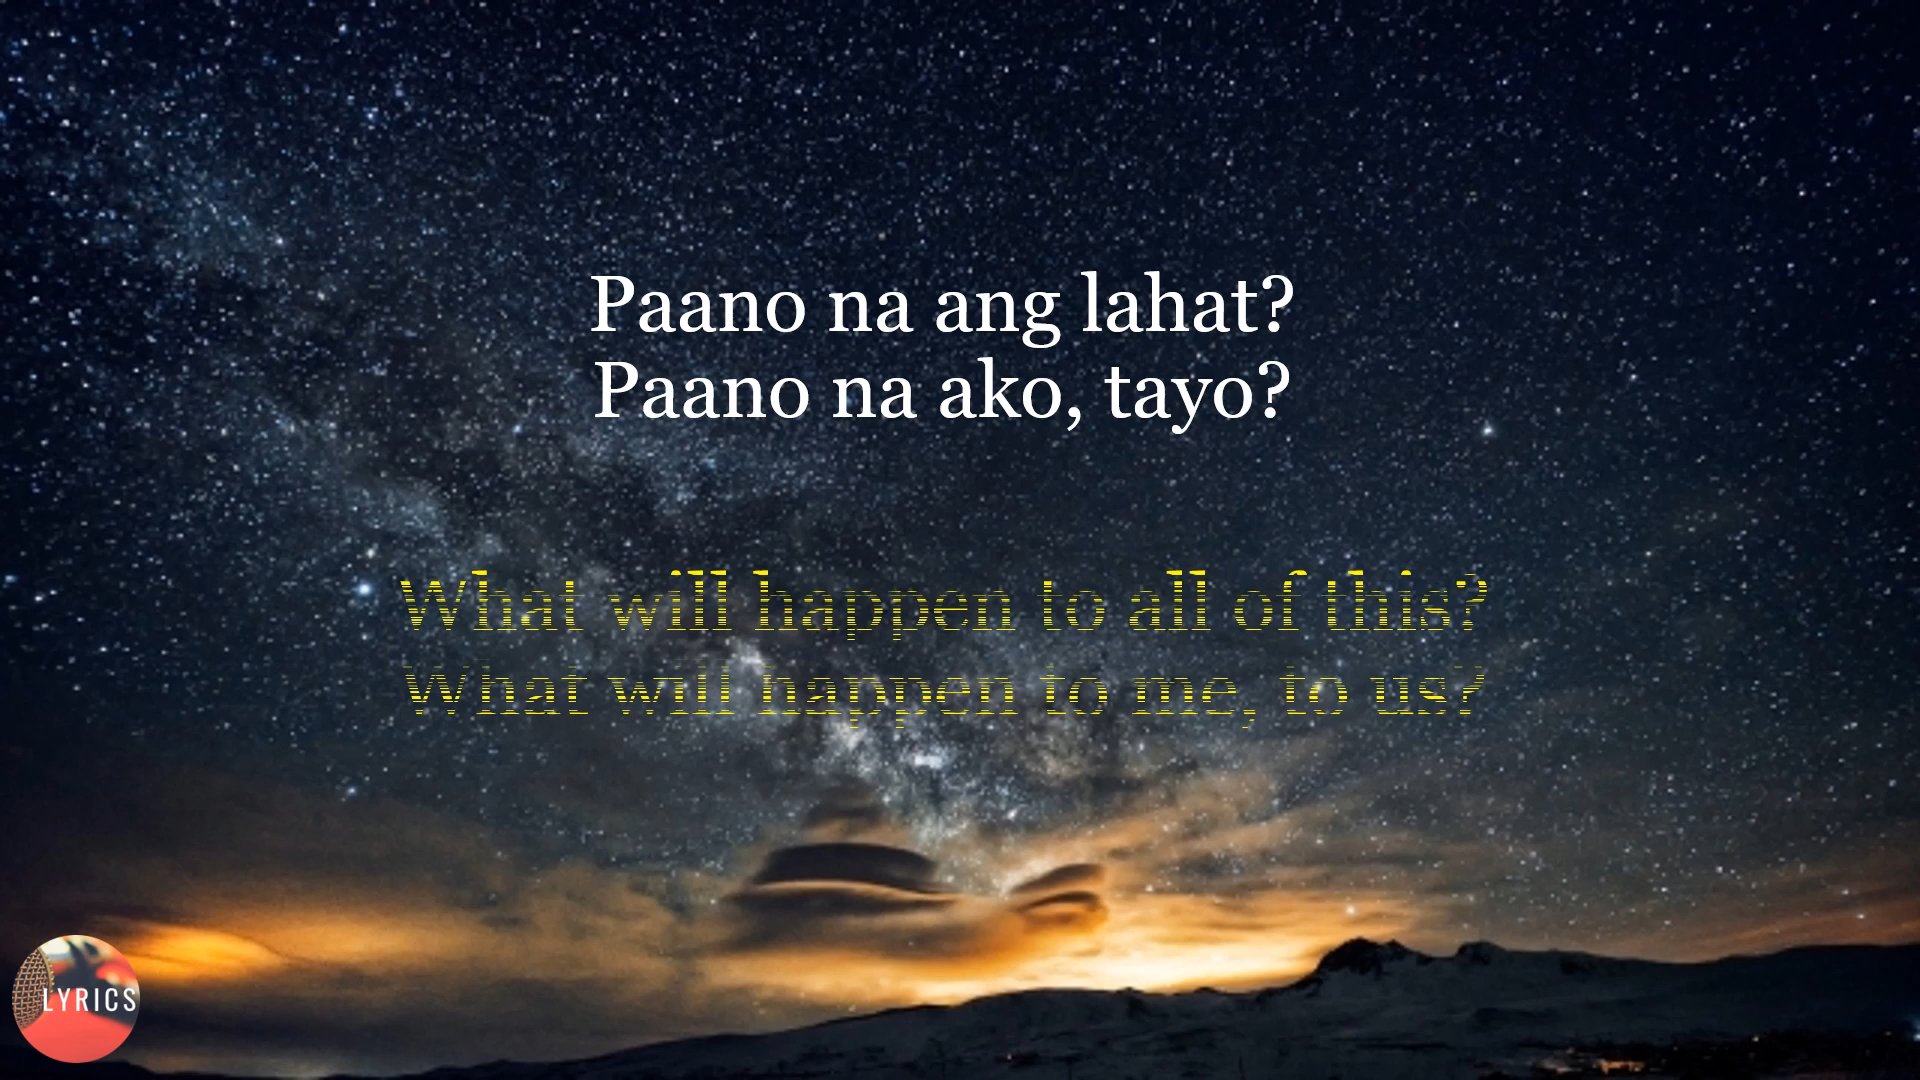 Paano na ang lahat?
Paano na ako, tayo?
What will happen to all of this?
What will happen to me, to us?
LYRICS